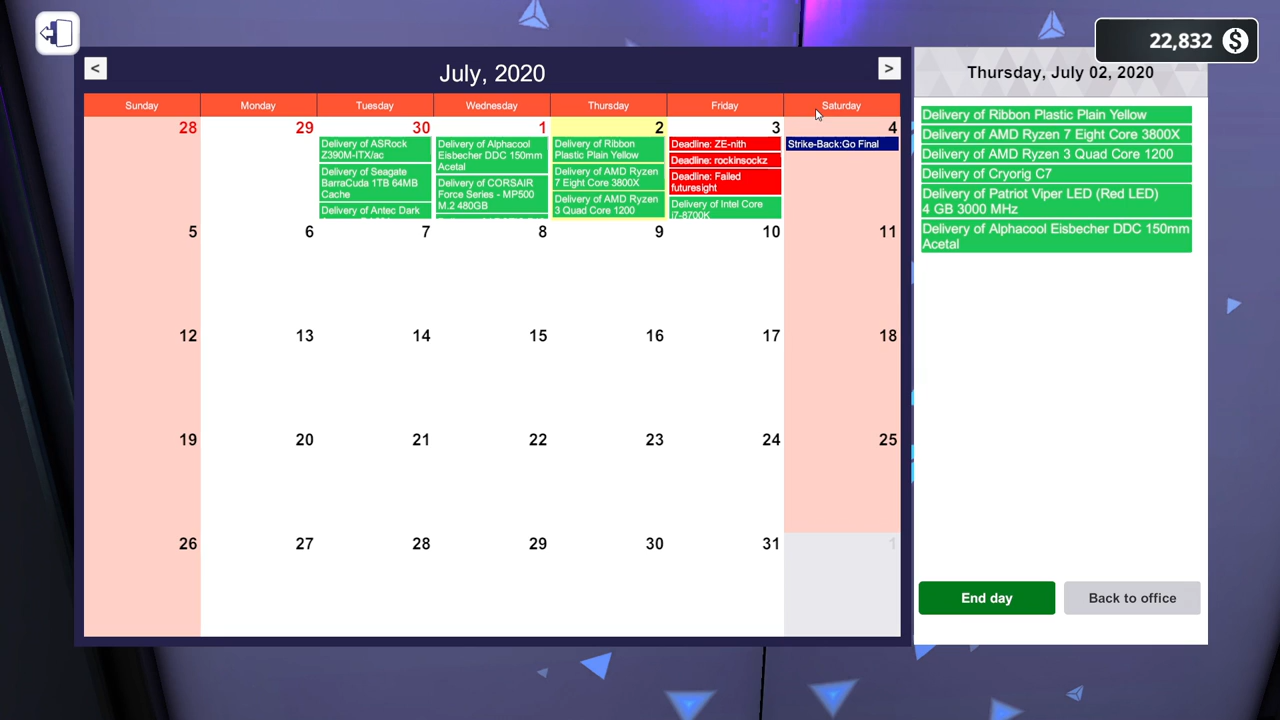 22,832 $
< July, 2020 >
Sunday Monday Tuesday Wednesday Thursday Friday Saturday
28 29 30 1 2 3 4
Delivery of ASRock
Z390M-ITX/ac
Delivery of Seagate
BarraCuda 1TB 64MB
Cache
Delivery of Antec Dark
Delivery of Alphacool
Eisbecher DDC 150mm
Acetal
Delivery of CORSAIR
Force Series - MP500
M.2 480GB
Delivery of Ribbon
Plastic Plain Yellow
Delivery of AMD Ryzen
7 Eight Core 3800X
Delivery of AMD Ryzen
3 Quad Core 1200
Deadline: ZE-nith
Deadline: rockinsockz
Deadline: Failed
futuresight
Delivery of Intel Core
i7-8700K
Strike-Back:Go Final
5 6 7 8 9 10 11
12 13 14 15 16 17 18
19 20 21 22 23 24 25
26 27 28 29 30 31 1
Thursday, July 02, 2020
Delivery of Ribbon Plastic Plain Yellow
Delivery of AMD Ryzen 7 Eight Core 3800X
Delivery of AMD Ryzen 3 Quad Core 1200
Delivery of Cryorig C7
Delivery of Patriot Viper LED (Red LED)
4 GB 3000 MHz
Delivery of Alphacool Eisbecher DDC 150mm
Acetal
End day
Back to office